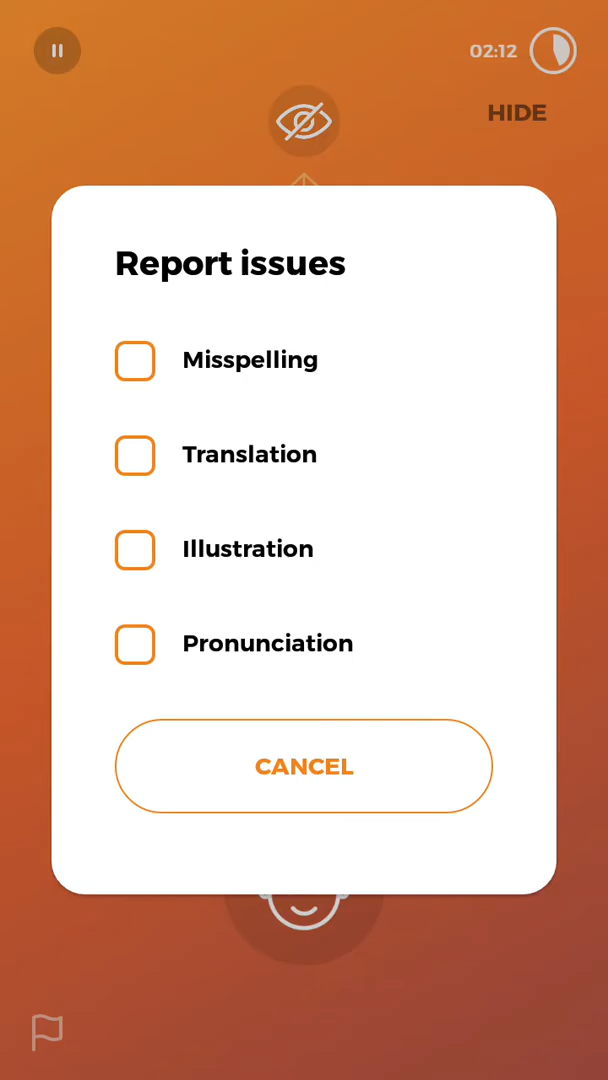 02:12
HIDE
Report issues
Misspelling
Translation
Illustration
Pronunciation
CANCEL